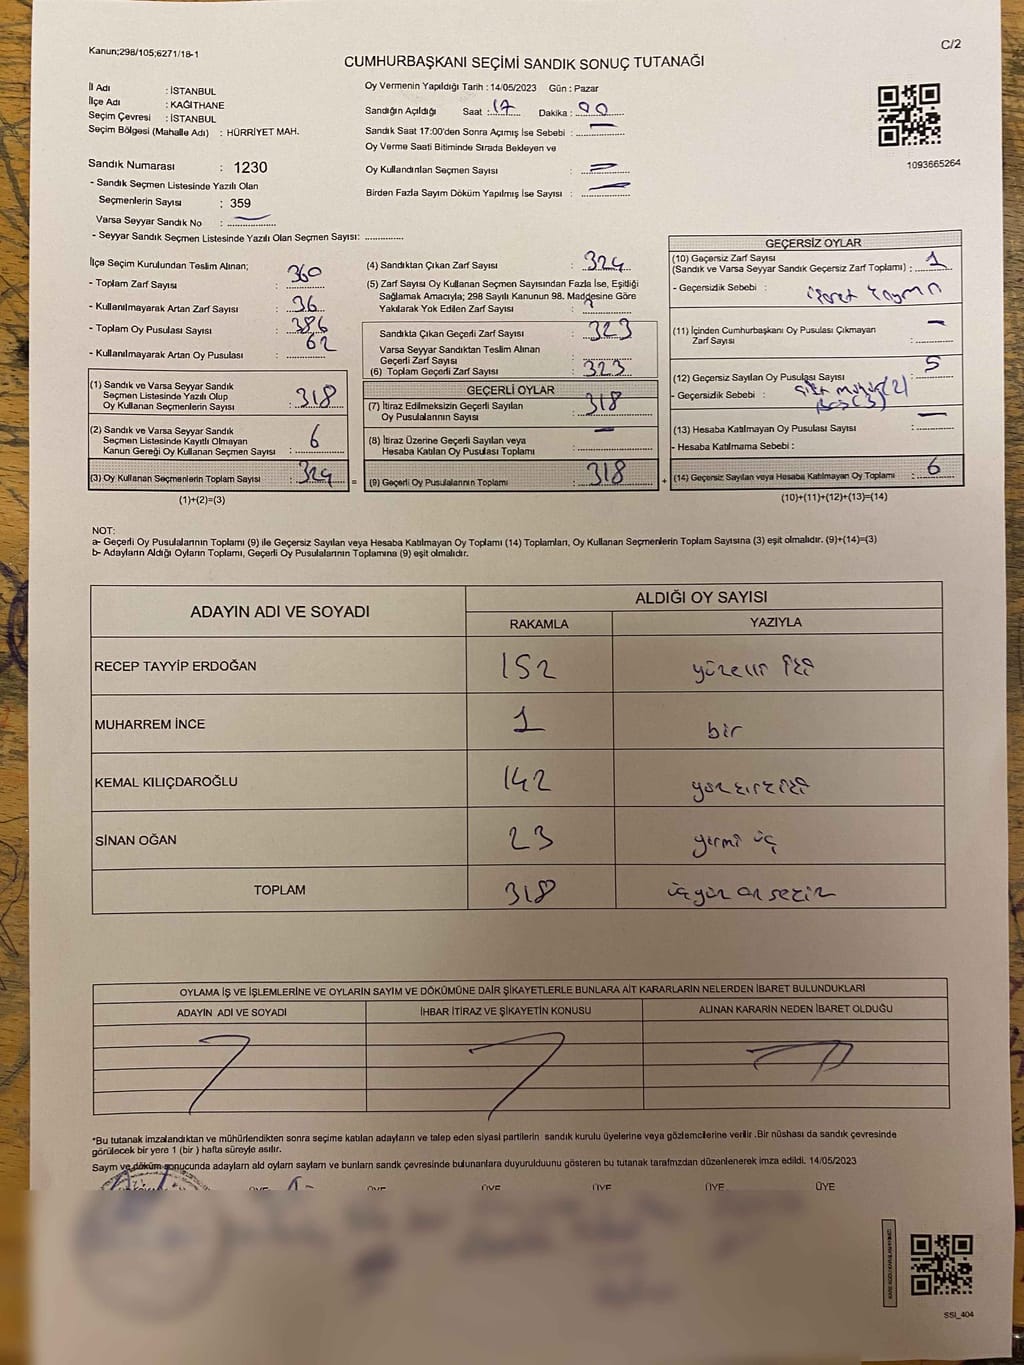 Kanun;298/105;6271/18-1
C/2
CUMHURBAŞKANI SEÇİMİ SANDIK SONUÇ TUTANAĞI
İl Adı : İSTANBUL
İlçe Adı : KAĞITHANE
Seçim Çevresi : İSTANBUL
Seçim Bölgesi (Mahalle Adı) : HÜRRİYET MAH.
Oy Vermenin Yapıldığı Tarih : 14/05/2023 Gün : Pazar
Sandığın Açıldığı Saat : 17 Dakika : 00
Sandık Saat 17:00'den Sonra Açımış İse Sebebi : —
Oy Verme Saati Bitiminde Sırada Bekleyen ve
Oy Kullandırılan Seçmen Sayısı :
Birden Fazla Sayım Döküm Yapılmış İse Sayısı :
1093665264
Sandık Numarası : 1230
- Sandık Seçmen Listesinde Yazılı Olan
Seçmenlerin Sayısı : 359
Varsa Seyyar Sandık No : —
- Seyyar Sandık Seçmen Listesinde Yazılı Olan Seçmen Sayısı: ..............
İlçe Seçim Kurulundan Teslim Alınan;
- Toplam Zarf Sayısı : 360
- Kullanılmayarak Artan Zarf Sayısı : 36
- Toplam Oy Pusulası Sayısı : 386
- Kullanılmayarak Artan Oy Pusulası : 62
(1) Sandık ve Varsa Seyyar Sandık
Seçmen Listesinde Yazılı Olup
Oy Kullanan Seçmenlerin Sayısı : 318
(2) Sandık ve Varsa Seyyar Sandık
Seçmen Listesinde Kayıtlı Olmayan
Kanun Gereği Oy Kullanan Seçmen Sayısı : 6
(3) Oy Kullanan Seçmenlerin Toplam Sayısı : 324
(1)+(2)=(3)
(4) Sandıktan Çıkan Zarf Sayısı : 324
(5) Zarf Sayısı Oy Kullanan Seçmen Sayısından Fazla İse, Eşitliği
Sağlamak Amacıyla; 298 Sayılı Kanunun 98. Maddesine Göre
Yakılarak Yok Edilen Zarf Sayısı :
Sandıkta Çıkan Geçerli Zarf Sayısı : 323
Varsa Seyyar Sandıktan Teslim Alınan
Geçerli Zarf Sayısı :
(6) Toplam Geçerli Zarf Sayısı : 323
GEÇERLİ OYLAR
(7) İtiraz Edilmeksizin Geçerli Sayılan
Oy Pusulalarının Sayısı : 318
(8) İtiraz Üzerine Geçerli Sayılan veya
Hesaba Katılan Oy Pusulası Toplamı : —
= (9) Geçerli Oy Pusulalarının Toplamı : 318 +
GEÇERSİZ OYLAR
(10) Geçersiz Zarf Sayısı
(Sandık ve Varsa Seyyar Sandık Geçersiz Zarf Toplamı) : 1
- Geçersizlik Sebebi : işaret
(11) İçinden Cumhurbaşkanı Oy Pusulası Çıkmayan
Zarf Sayısı : —
(12) Geçersiz Sayılan Oy Pusulası Sayısı : 5
- Geçersizlik Sebebi : çift mühür (2)
Boş (3)
(13) Hesaba Katılmayan Oy Pusulası Sayısı : —
- Hesaba Katılmama Sebebi :
(14) Geçersiz Sayılan veya Hesaba Katılmayan Oy Toplamı : 6
(10)+(11)+(12)+(13)=(14)
NOT:
a- Geçerli Oy Pusulalarının Toplamı (9) ile Geçersiz Sayılan veya Hesaba Katılmayan Oy Toplamı (14) Toplamları, Oy Kullanan Seçmenlerin Toplam Sayısına (3) eşit olmalıdır. (9)+(14)=(3)
b- Adayların Aldığı Oyların Toplamı, Geçerli Oy Pusulalarının Toplamına (9) eşit olmalıdır.
ADAYIN ADI VE SOYADI
ALDIĞI OY SAYISI
RAKAMLA YAZIYLA
RECEP TAYYİP ERDOĞAN 152 yüzelli iki
MUHARREM İNCE 1 bir
KEMAL KILIÇDAROĞLU 142 yüz kırk iki
SİNAN OĞAN 23 yirmi üç
TOPLAM 318 üçyüz on sekiz
OYLAMA İŞ VE İŞLEMLERİNE VE OYLARIN SAYIM VE DÖKÜMÜNE DAİR ŞİKAYETLERLE BUNLARA AİT KARARLARIN NELERDEN İBARET BULUNDUKLARI
ADAYIN ADI VE SOYADI İHBAR İTİRAZ VE ŞİKAYETİN KONUSU ALINAN KARARIN NEDEN İBARET OLDUĞU
*Bu tutanak imzalandıktan ve mühürlendikten sonra seçime katılan adayların ve talep eden siyasi partilerin sandık kurulu üyelerine veya gözlemcilerine verilir .Bir nüshası da sandık çevresinde
görülecek bir yere 1 (bir ) hafta süreyle asılır.
Sayım ve döküm sonucunda adayların ald oyların sayları ve bunların sandk çevresinde bulunanlara duyurulduunu gösteren bu tutanak tarafmzdan düzenlenerek imza edildi. 14/05/2023
ÜYE ÜYE ÜYE ÜYE ÜYE ÜYE
SSI_404